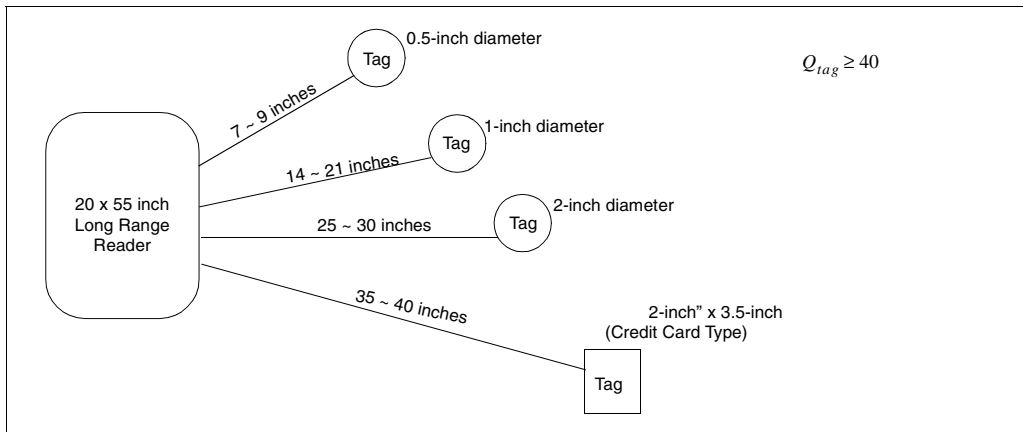 0.5-inch diameter
Tag
Q_{tag} ≥ 40
7 ~ 9 inches
1-inch diameter
Tag
14 ~ 21 inches
20 x 55 inch
Long Range
Reader
2-inch diameter
Tag
25 ~ 30 inches
35 ~ 40 inches
2-inch” x 3.5-inch
(Credit Card Type)
Tag